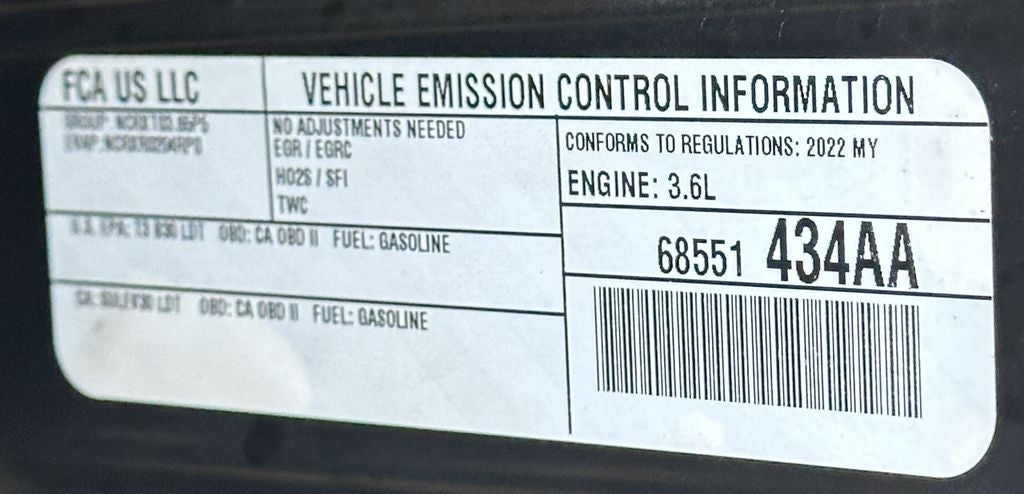 FCA US LLC
VEHICLE EMISSION CONTROL INFORMATION
NO ADJUSTMENTS NEEDED
EGR / EGRC
HO2S / SFI
TWC
CONFORMS TO REGULATIONS: 2022 MY
ENGINE: 3.6L
OBD: CA OBD II FUEL: GASOLINE
68551 434AA
OBD: CA OBD II FUEL: GASOLINE